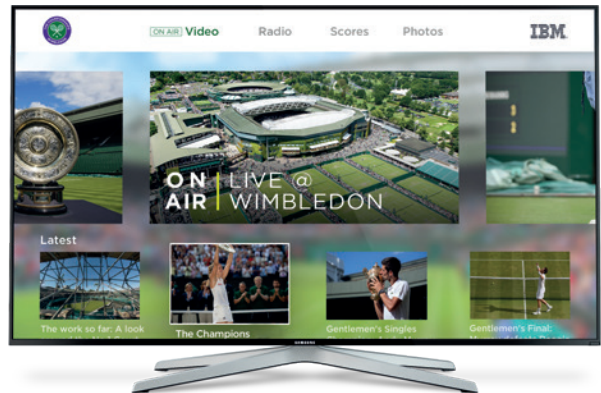 ON AIR Video Radio Scores Photos IBM
ON LIVE @
AIR WIMBLEDON
Latest
The work so far: A look
The Champions
Gentlemen's Singles
Gentlemen's Final:
SAMSUNG